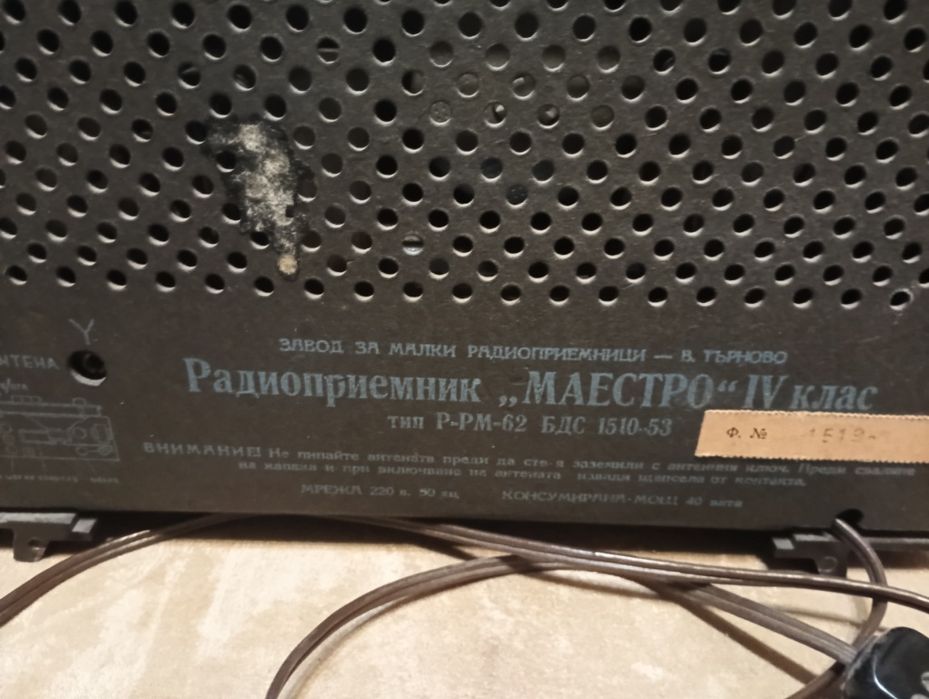 ЗАВОД ЗА МАЛКИ РАДИОПРИЕМНИЦИ — В. ТЪРНОВО
НТЕНА
Радиоприемник „МАЕСТРО“ IV клас
тип Р-РМ-62 БДС 1510-53
Ф. № 1519
ВНИМАНИЕ! Не пипайте антената преди да сте я заземили с антенния ключ. Преди сваляне
на капака и при включване на антената извади щепсела от контакта.
МРЕЖА 220 в. 50 хц. КОНСУМИРАНА МОЩ 40 вата